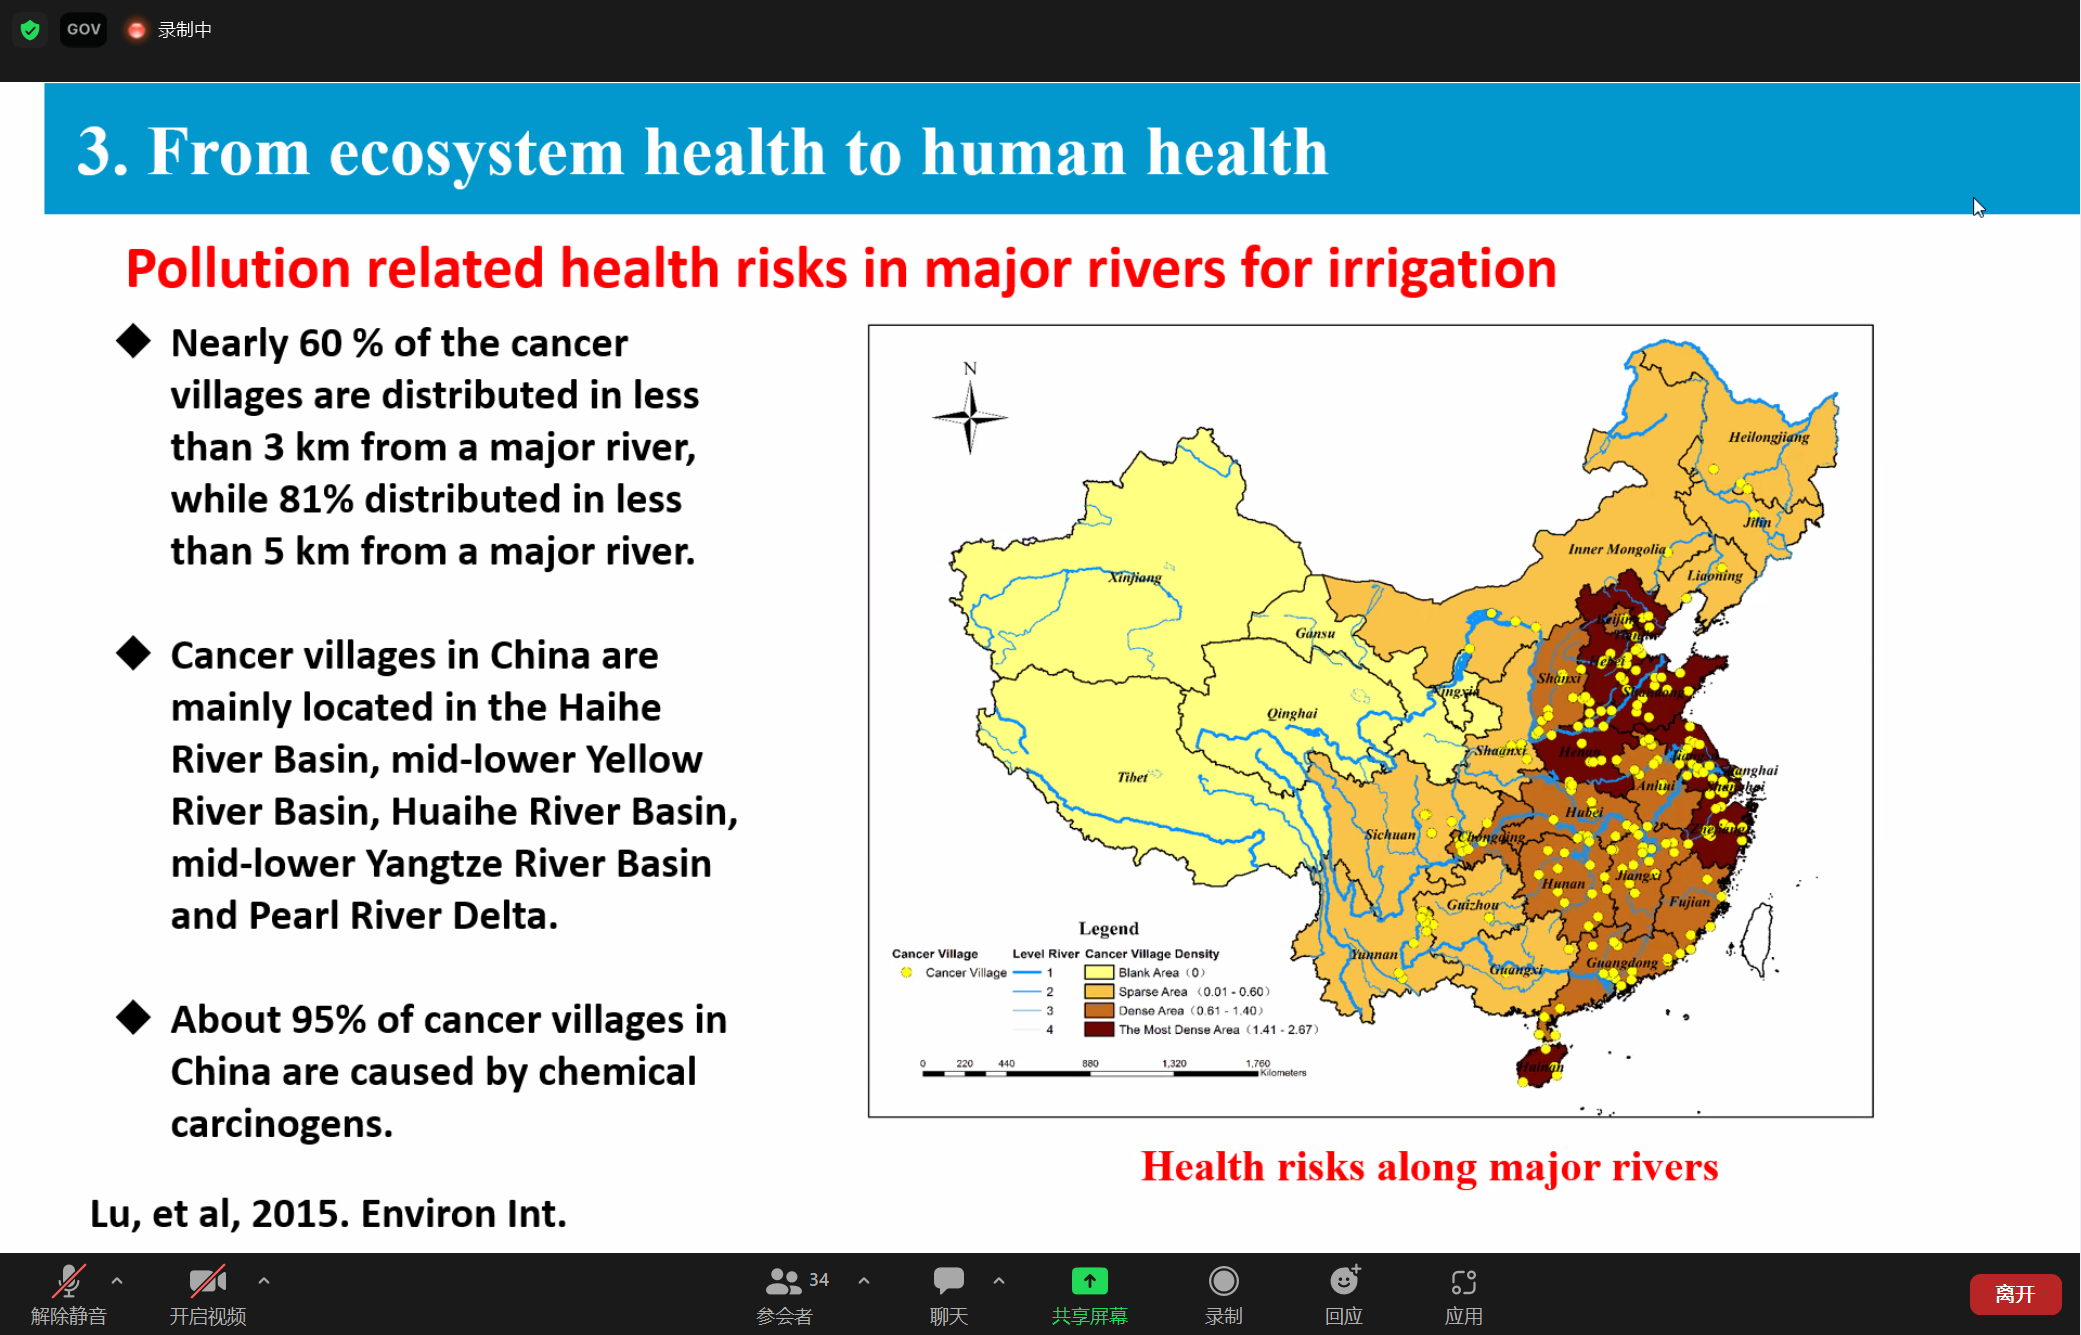 GOV
录制中
3. From ecosystem health to human health
Pollution related health risks in major rivers for irrigation
Nearly 60 % of the cancer
villages are distributed in less
than 3 km from a major river,
while 81% distributed in less
than 5 km from a major river.
Cancer villages in China are
mainly located in the Haihe
River Basin, mid-lower Yellow
River Basin, Huaihe River Basin,
mid-lower Yangtze River Basin
and Pearl River Delta.
About 95% of cancer villages in
China are caused by chemical
carcinogens.
Lu, et al, 2015. Environ Int.
N
Heilongjiang
Jilin
Inner Mongolia
Liaoning
Xinjiang
Gansu
Beijing
Hebei
Shanxi
Ningxia
Shandong
Qinghai
Shaanxi
Henan
Tibet
Anhui
Hubei
Sichuan
Chongqing
Zhejiang
Hunan
Jiangxi
Guizhou
Fujian
Yunnan
Guangxi
Guangdong
Hainan
Legend
Cancer Village Level River Cancer Village Density
Cancer Village 1 Blank Area（0）
2 Sparse Area （0.01 - 0.60）
3 Dense Area（0.61 - 1.40）
4 The Most Dense Area（1.41 - 2.67）
0 220 440 880 1,320 1,760
Kilometers
Health risks along major rivers
34
解除静音 开启视频 参会者 聊天 共享屏幕 录制 回应 应用 离开